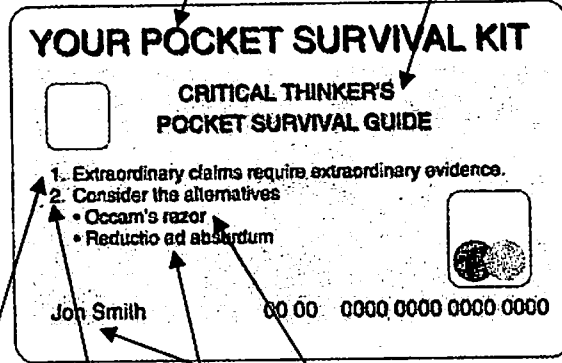 YOUR POCKET SURVIVAL KIT
CRITICAL THINKER'S
POCKET SURVIVAL GUIDE
1. Extraordinary claims require extraordinary evidence.
2. Consider the alternatives
• Occam's razor
• Reductio ad absurdum
Jon Smith 00 00 0000 0000 0000 0000